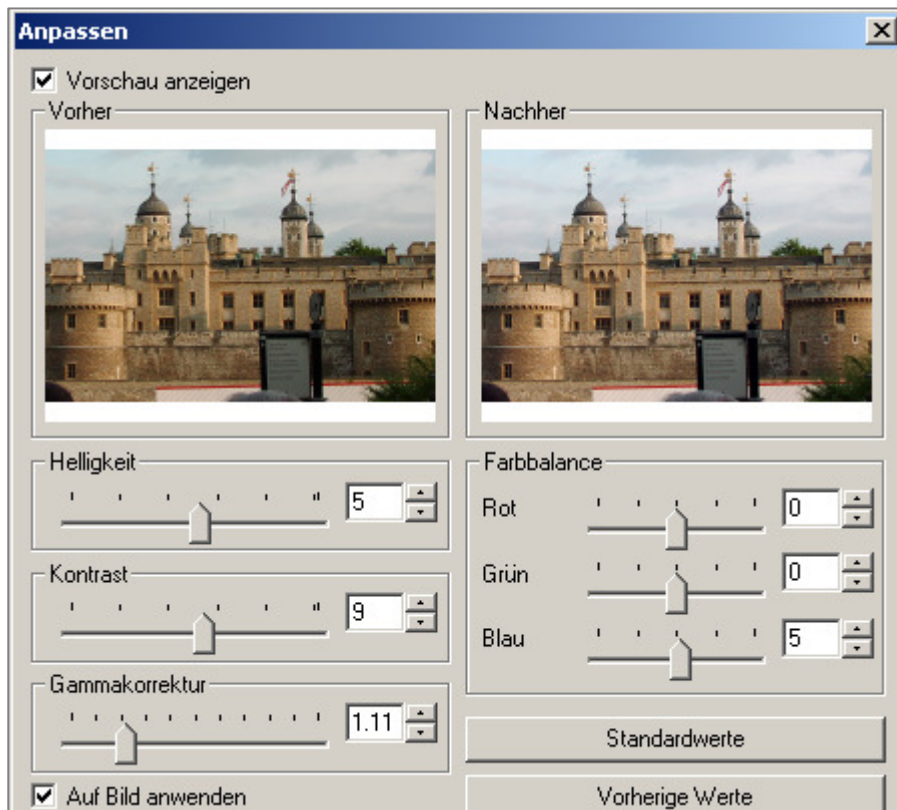 Anpassen
Vorschau anzeigen
Vorher
Nachher
Helligkeit
5
Kontrast
9
Gammakorrektur
1.11
Auf Bild anwenden
Farbbalance
Rot
0
Grün
0
Blau
5
Standardwerte
Vorherige Werte